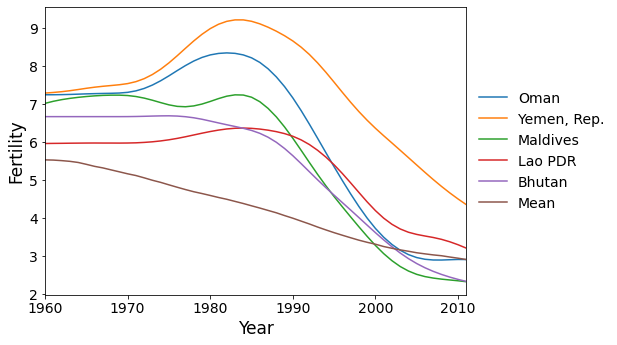 9
8
7
6
5
4
3
2
Fertility
1960 1970 1980 1990 2000 2010
Year
Oman
Yemen, Rep.
Maldives
Lao PDR
Bhutan
Mean